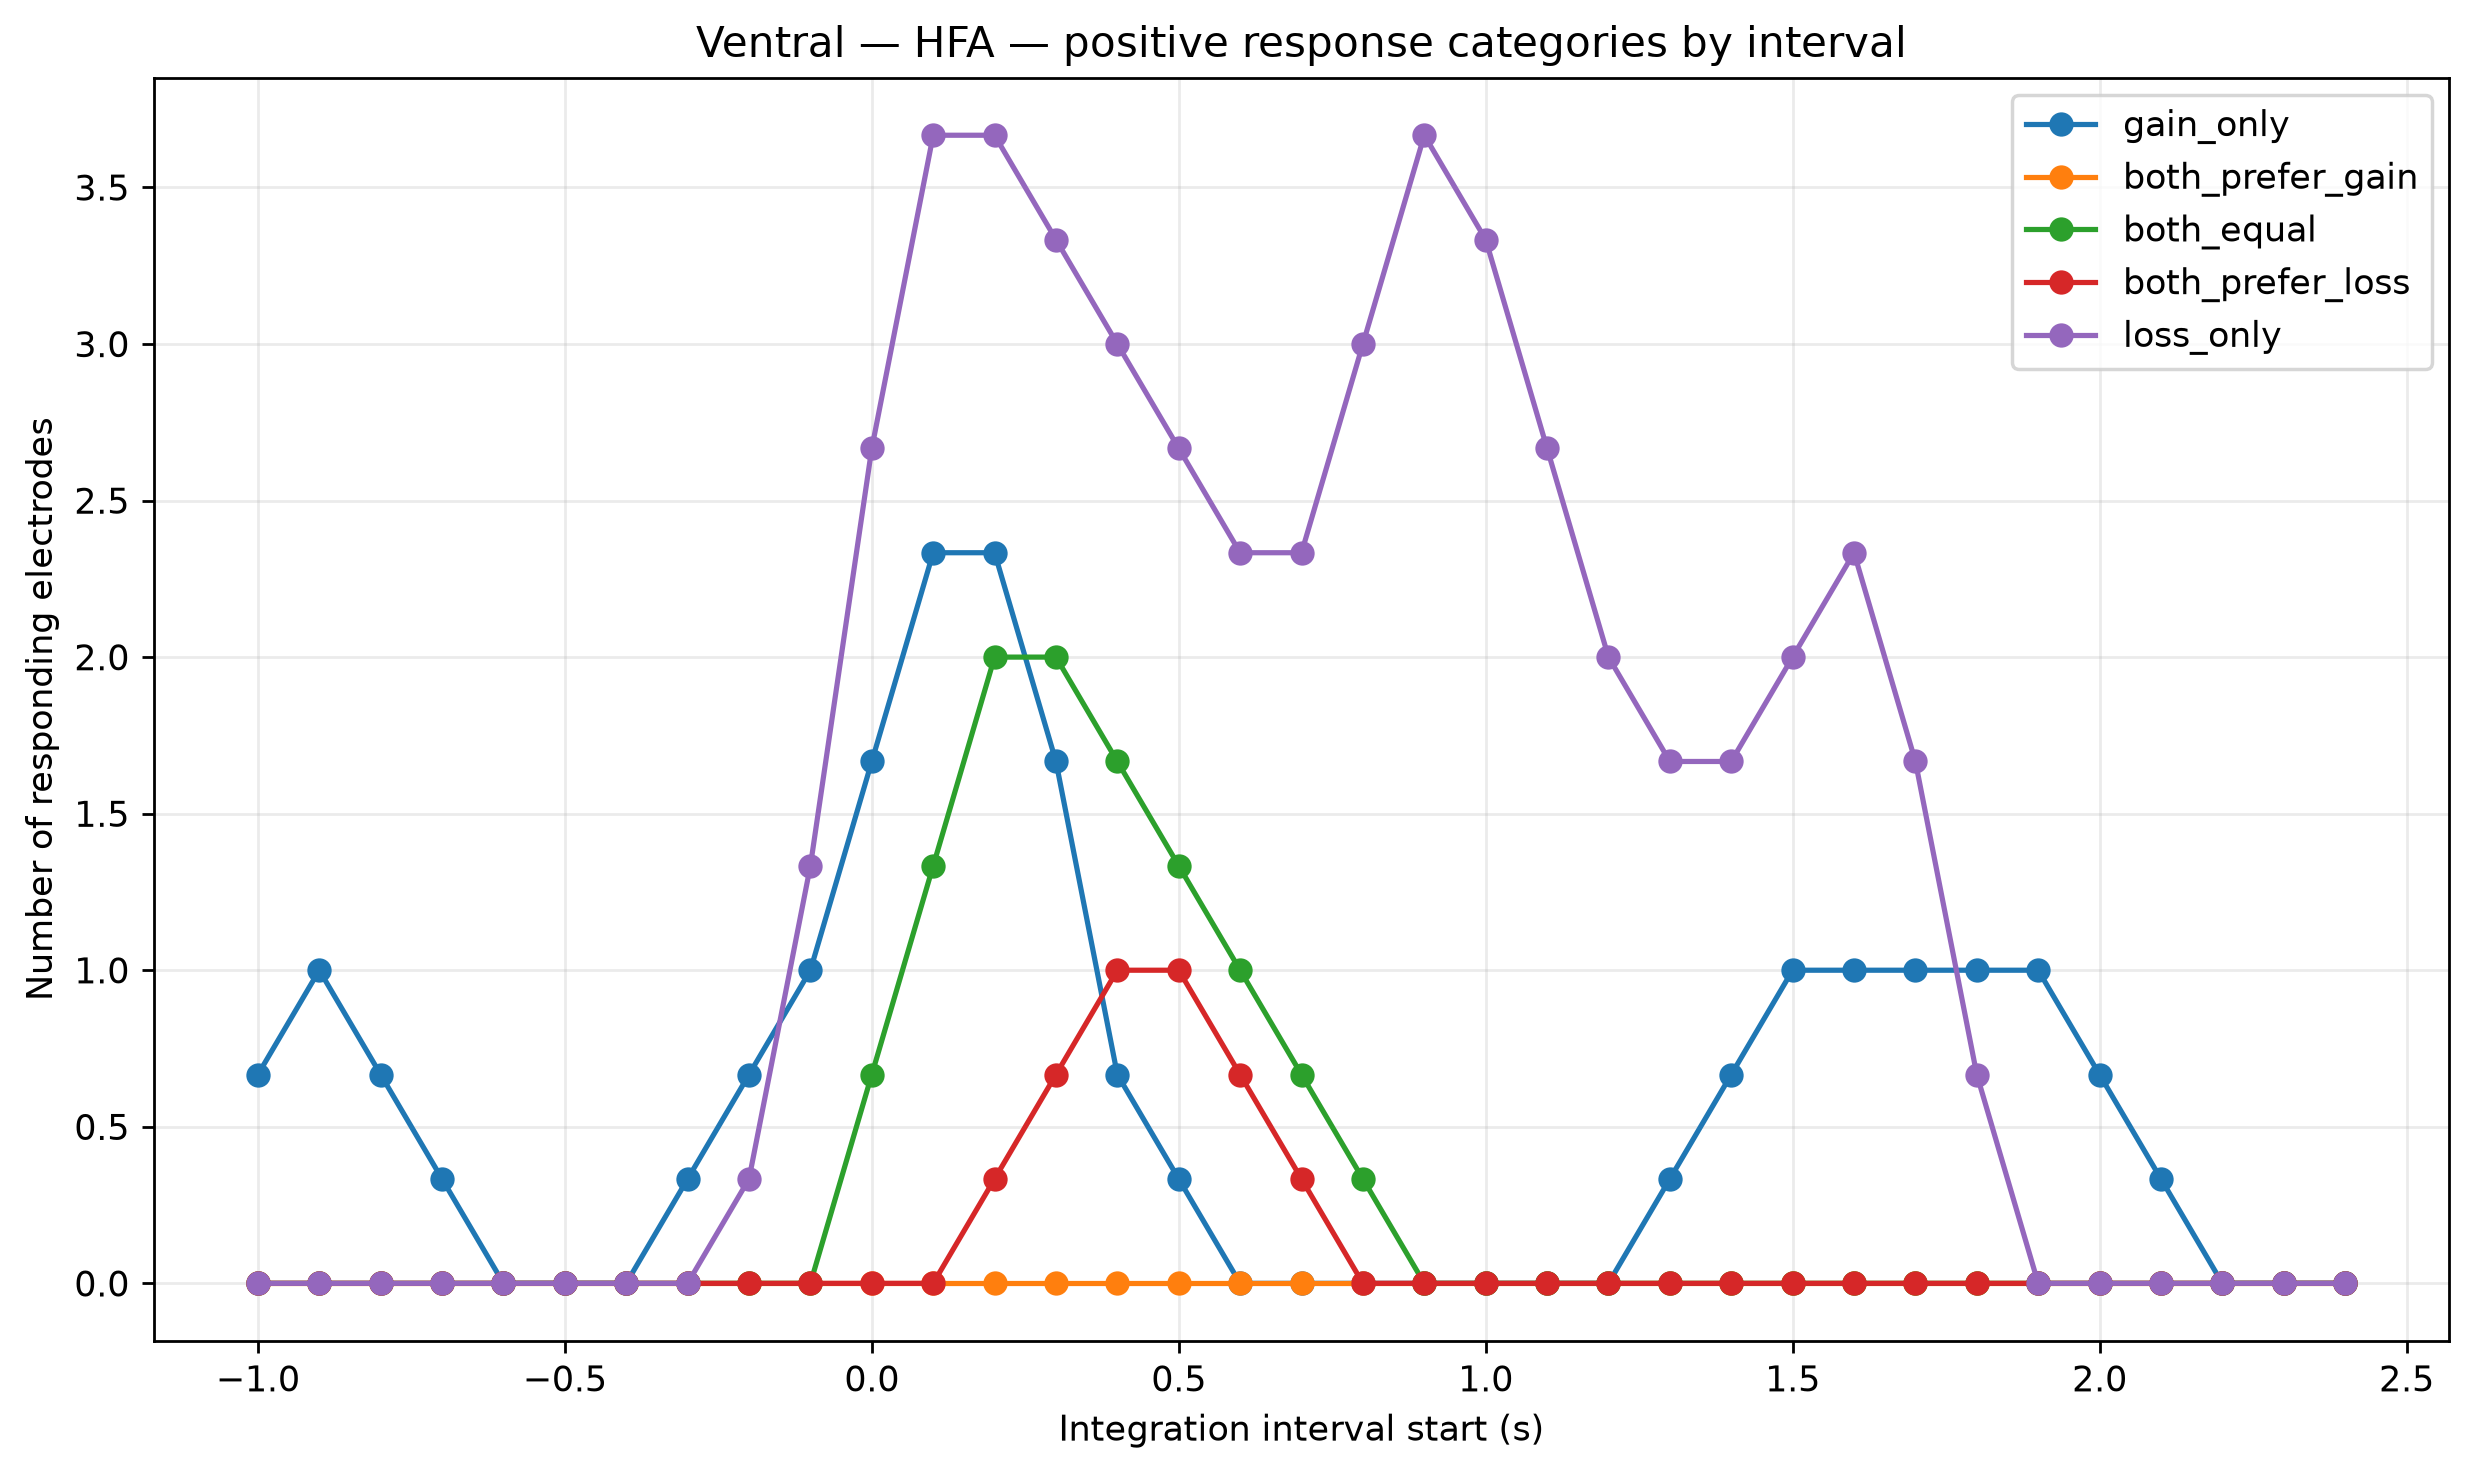 Ventral — HFA — positive response categories by interval
gain_only
both_prefer_gain
both_equal
both_prefer_loss
loss_only
Number of responding electrodes
3.5
3.0
2.5
2.0
1.5
1.0
0.5
0.0
−1.0 −0.5 0.0 0.5 1.0 1.5 2.0 2.5
Integration interval start (s)